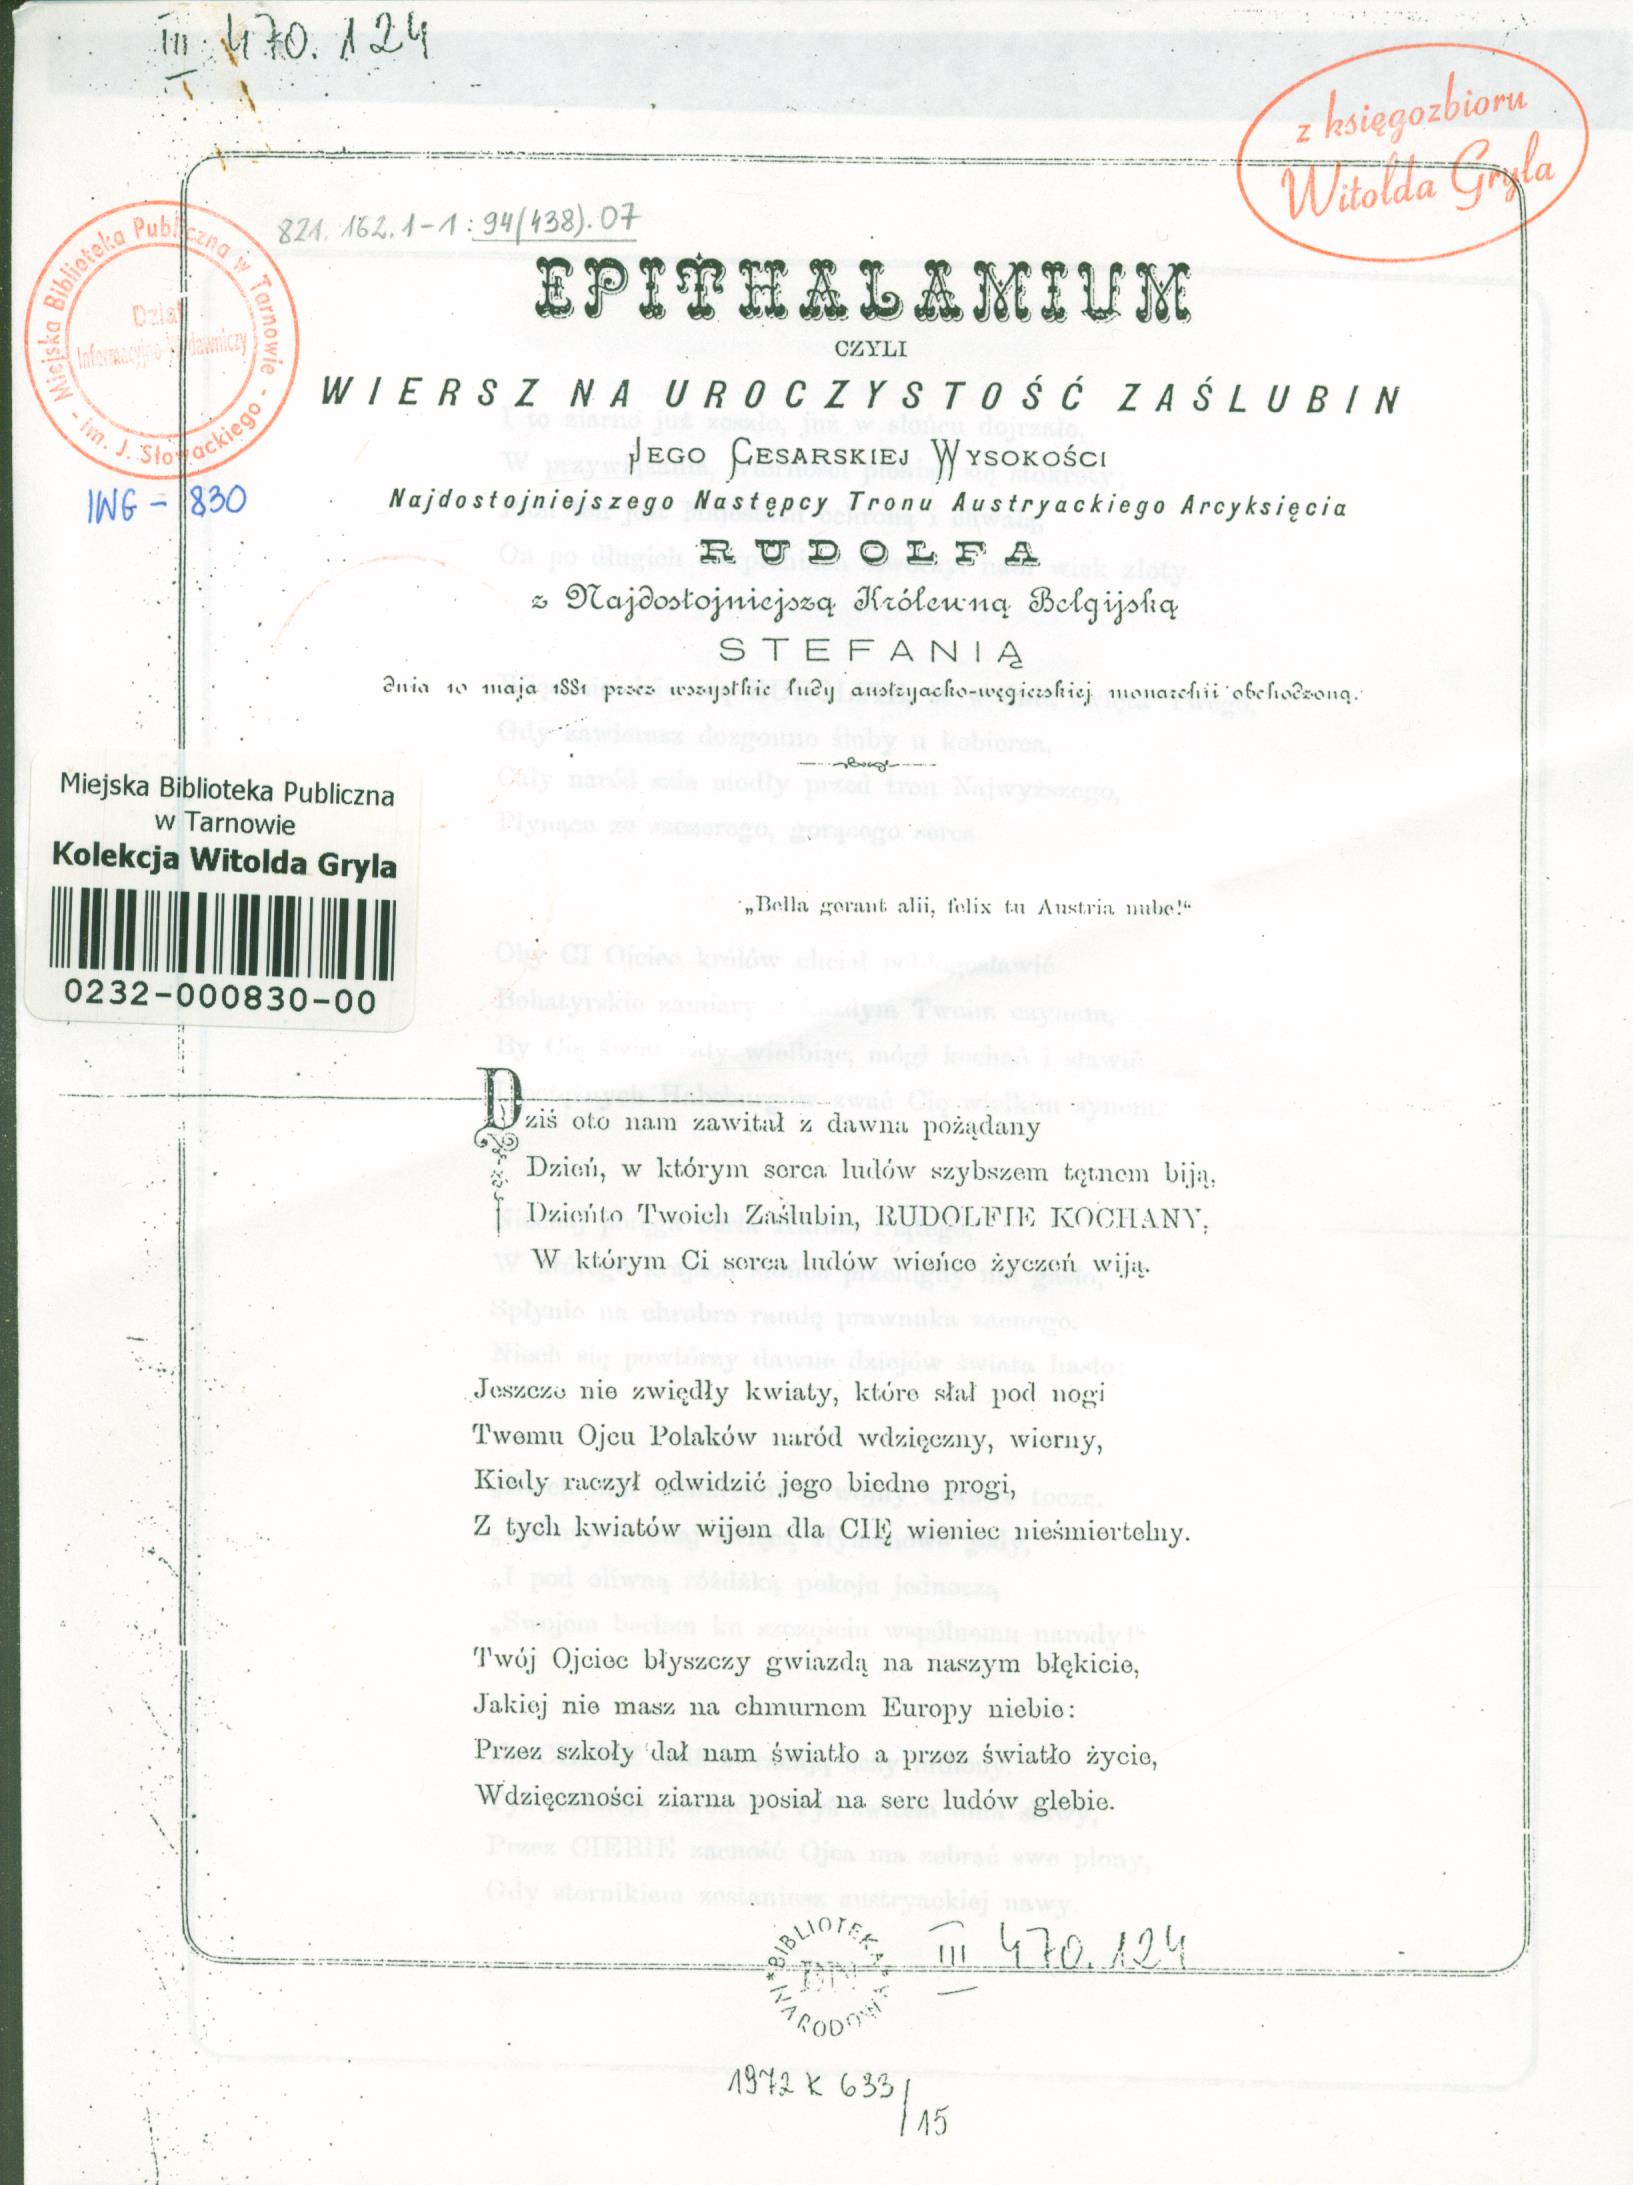 III 470.124
z księgozbioru
Witolda Gryla
821.162.1-1:94(438).07
Miejska Biblioteka Publiczna w Tarnowie - im. J. Słowackiego -
Dział
Informacyjno-Wydawniczy
IWG - 830
EPITHALAMIUM
CZYLI
WIERSZ NA UROCZYSTOŚĆ ZAŚLUBIN
JEGO CESARSKIEJ WYSOKOŚCI
Najdostojniejszego Następcy Tronu Austryackiego Arcyksięcia
RUDOLFA
z Najdostojniejszą Królewną Belgijską
STEFANIĄ
dnia 10 maja 1881 przez wszystkie ludy austryacko-węgierskiej monarchii obchodzoną.
Miejska Biblioteka Publiczna
w Tarnowie
Kolekcja Witolda Gryla
0232-000830-00
„Bella gerant alii, felix tu Austria nube!“
Dziś oto nam zawitał z dawna pożądany
Dzień, w którym serca ludów szybszem tętnem biją,
Dzieńto Twoich Zaślubin, RUDOLFIE KOCHANY,
W którym Ci serca ludów wieńce życzeń wiją.
Jeszcze nie zwiędły kwiaty, które słał pod nogi
Twemu Ojcu Polaków naród wdzięczny, wierny,
Kiedy raczył odwidzić jego biedne progi,
Z tych kwiatów wijem dla CIĘ wieniec nieśmiertelny.
Twój Ojciec błyszczy gwiazdą na naszym błękicie,
Jakiej nie masz na chmurnem Europy niebie:
Przez szkoły dał nam światło a przez światło życie,
Wdzięczności ziarna posiał na serc ludów glebie.
BIBLIOTEKA NARODOWA
BN
III 470.124
1972 K 633/15